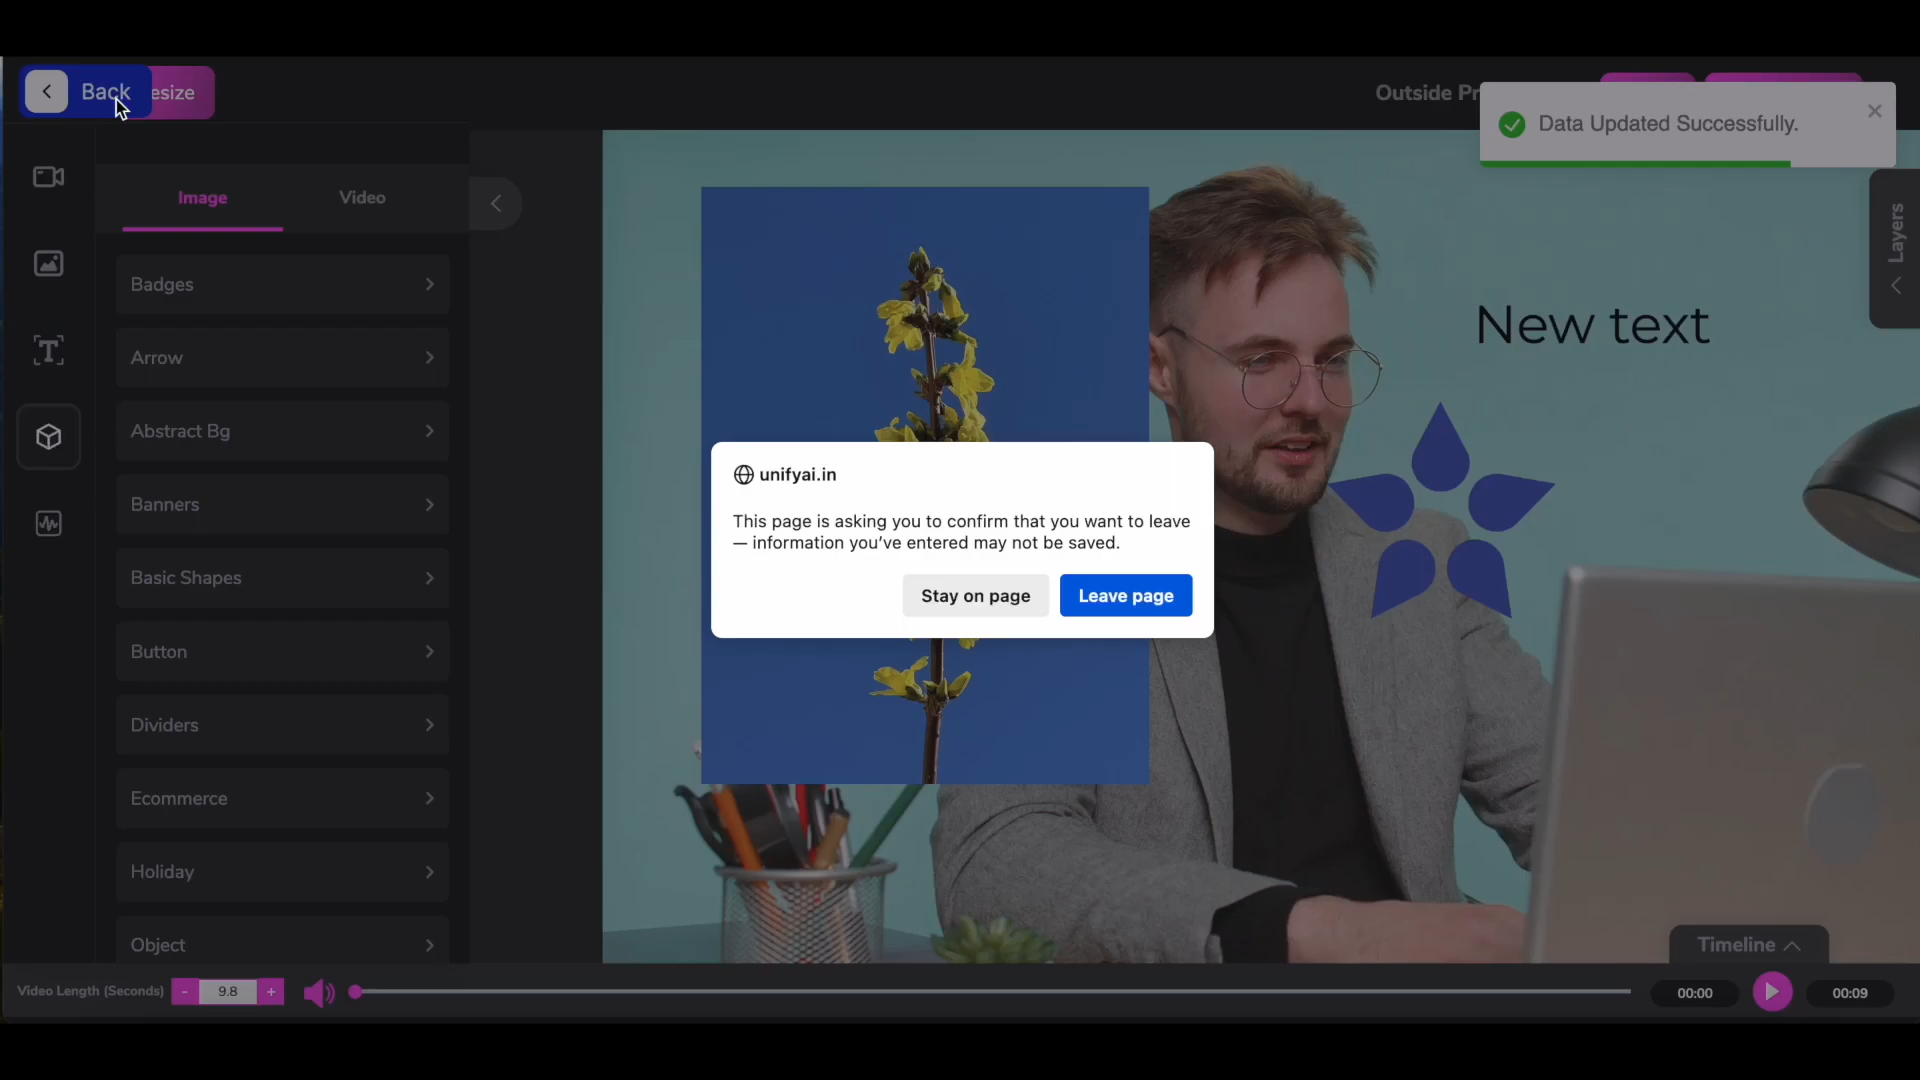 Back
esize
Outside Pr
Data Updated Successfully.
Image
Video
Layers
Badges
Arrow
Abstract Bg
Banners
Basic Shapes
Button
Dividers
Ecommerce
Holiday
Object
New text
unifyai.in
This page is asking you to confirm that you want to leave
— information you've entered may not be saved.
Stay on page
Leave page
Timeline
Video Length (Seconds)
-
9.8
+
00:00
00:09